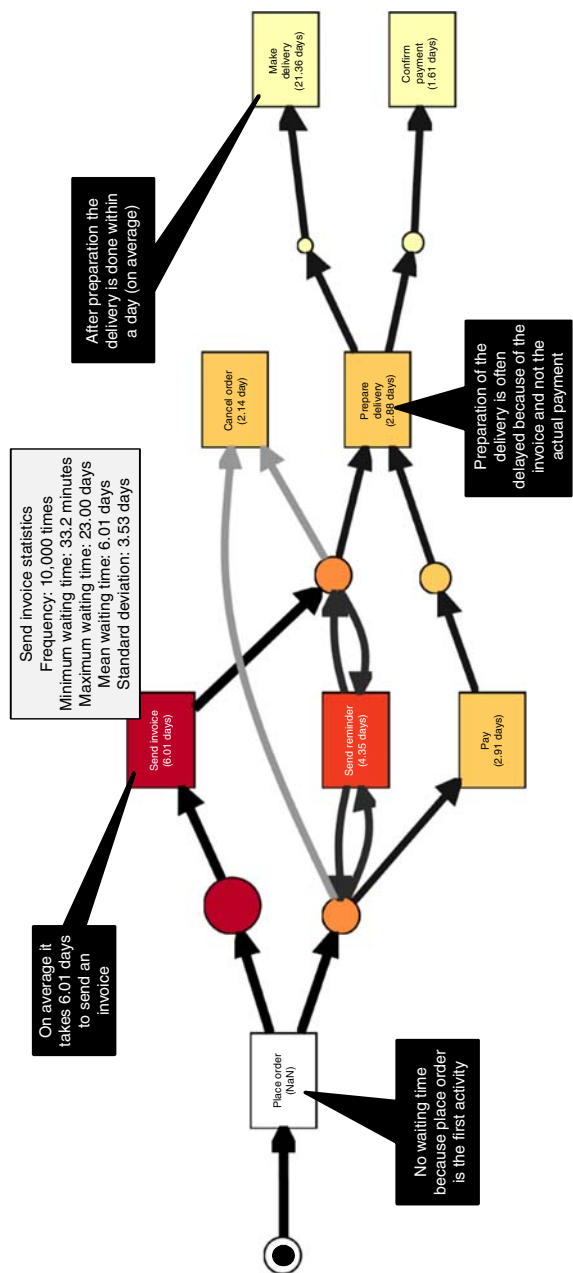 On average it
takes 6.01 days
to send an
invoice
Send invoice statistics
Frequency: 10,000 times
Minimum waiting time: 33.2 minutes
Maximum waiting time: 23.00 days
Mean waiting time: 6.01 days
Standard deviation: 3.53 days
After preparation the
delivery is done within
a day (on average)
Send invoice
(6.01 days)
Cancel order
(2.14 day)
Make
delivery
(21.36 days)
Place order
(NaN)
Send reminder
(4.35 days)
Prepare
delivery
(2.88 days)
Confirm
payment
(1.61 days)
Pay
(2.91 days)
No waiting time
because place order
is the first activity
Preparation of the
delivery is often
delayed because of the
invoice and not the
actual payment